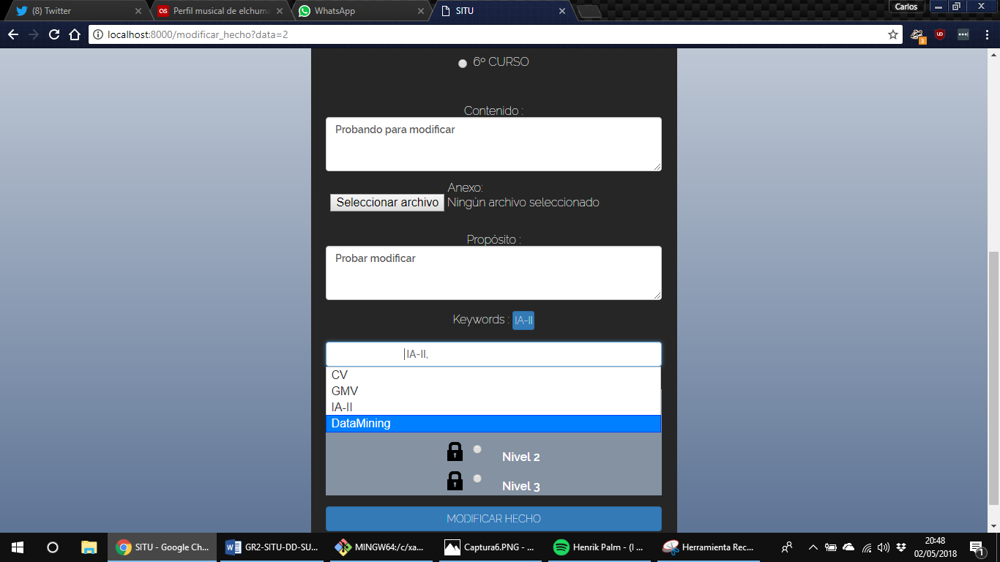 (8) Twitter
Perfil musical de elchuma
WhatsApp
SITU
Carlos
localhost:8000/modificar_hecho?data=2
6º CURSO
Contenido :
Probando para modificar
Anexo:
Seleccionar archivo Ningún archivo seleccionado
Propósito :
Probar modificar
Keywords : IA-II
IA-II,
CV
GMV
IA-II
DataMining
Nivel 2
Nivel 3
MODIFICAR HECHO
SITU - Google Ch...
GR2-SITU-DD-SU...
MINGW64:/c/xa...
Captura6.PNG - ...
Henrik Palm - (I ...
Herramienta Rec...
20:48
02/05/2018